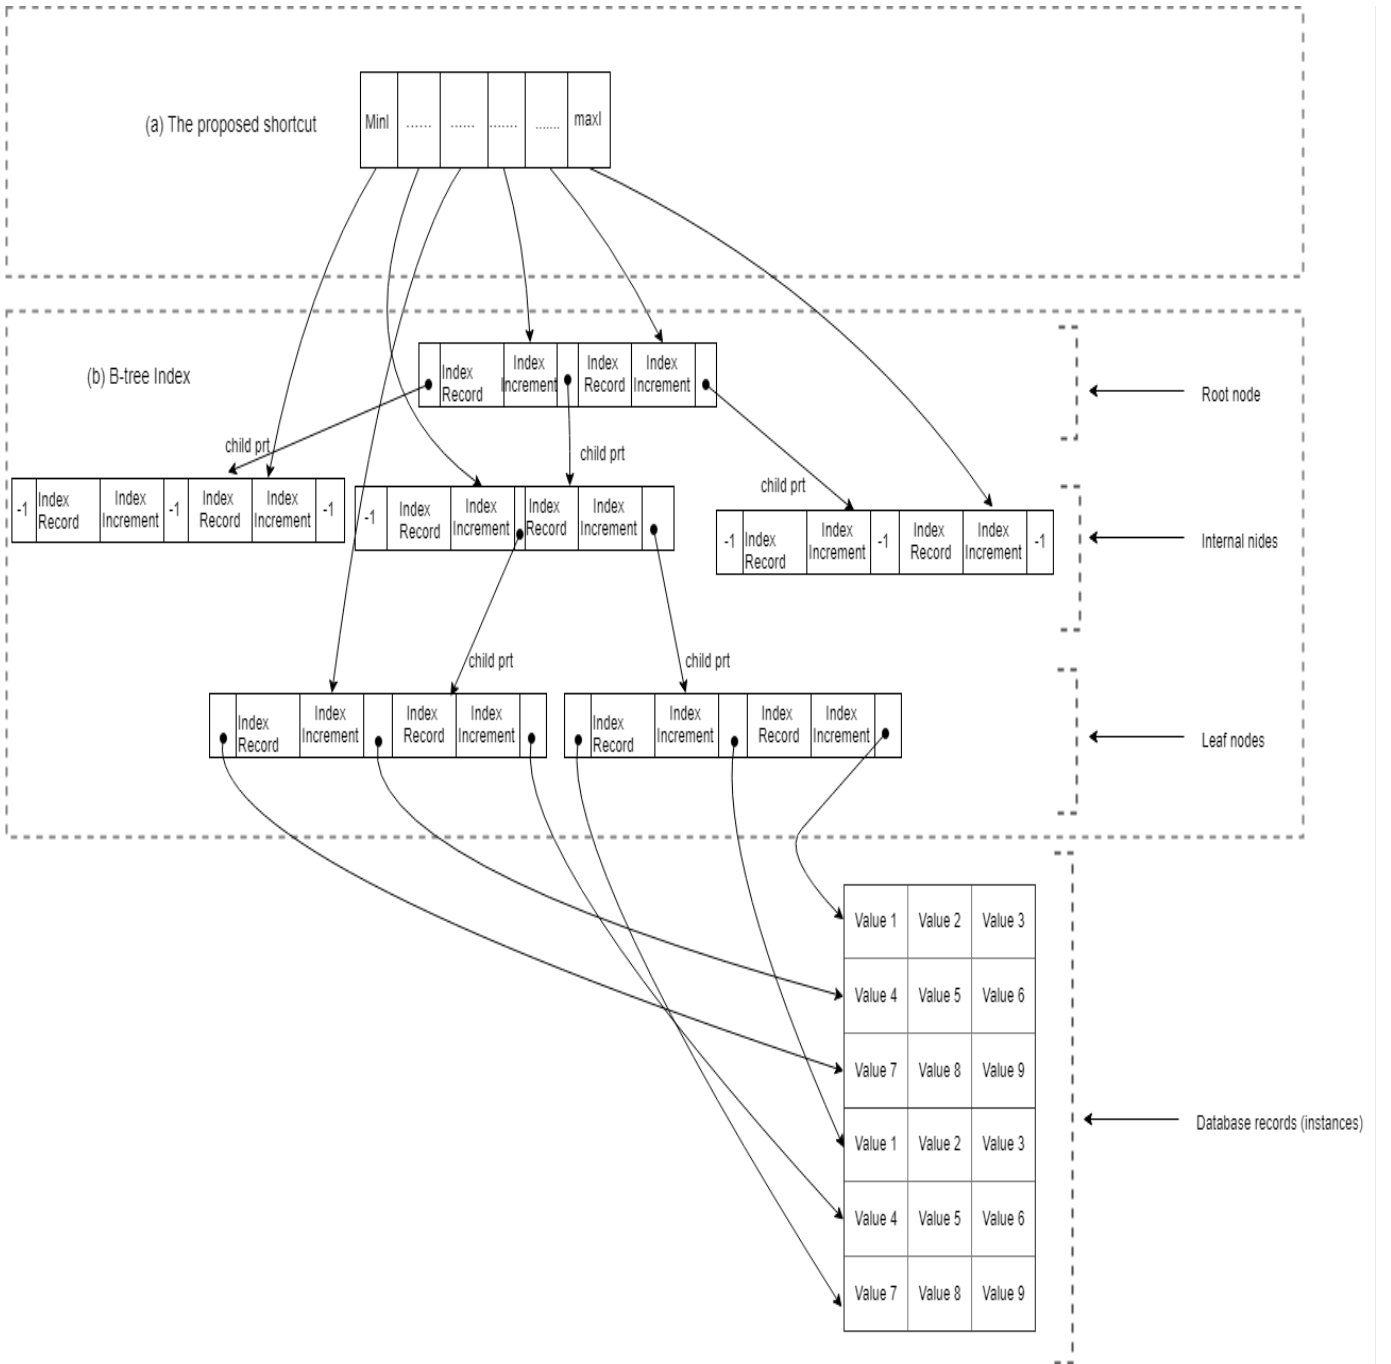 (a) The proposed shortcut
MinI ...... ...... ....... ....... maxI
(b) B-tree Index
Index Record
Index Increment
Index Record
Index Increment
Root node
child prt
child prt
child prt
-1
Index Record
Index Increment
-1
Index Record
Index Increment
-1
-1
Index Record
Index Increment
Index Record
Index Increment
-1
Index Record
Index Increment
-1
Index Record
Index Increment
-1
Internal nides
child prt
child prt
Index Record
Index Increment
Index Record
Index Increment
Index Record
Index Increment
Index Record
Index Increment
Leaf nodes
Value 1 Value 2 Value 3
Value 4 Value 5 Value 6
Value 7 Value 8 Value 9
Value 1 Value 2 Value 3
Value 4 Value 5 Value 6
Value 7 Value 8 Value 9
Database records (instances)